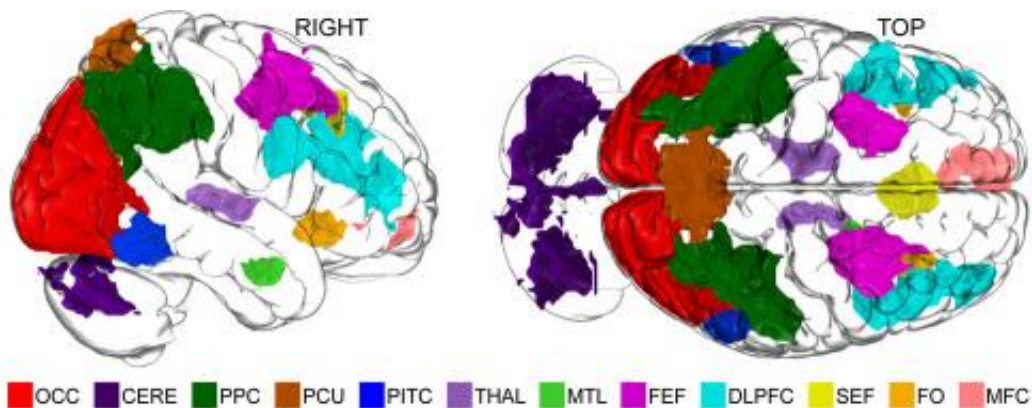 RIGHT TOP
OCC CERE PPC PCU PITC THAL MTL FEF DLPFC SEF FO MFC